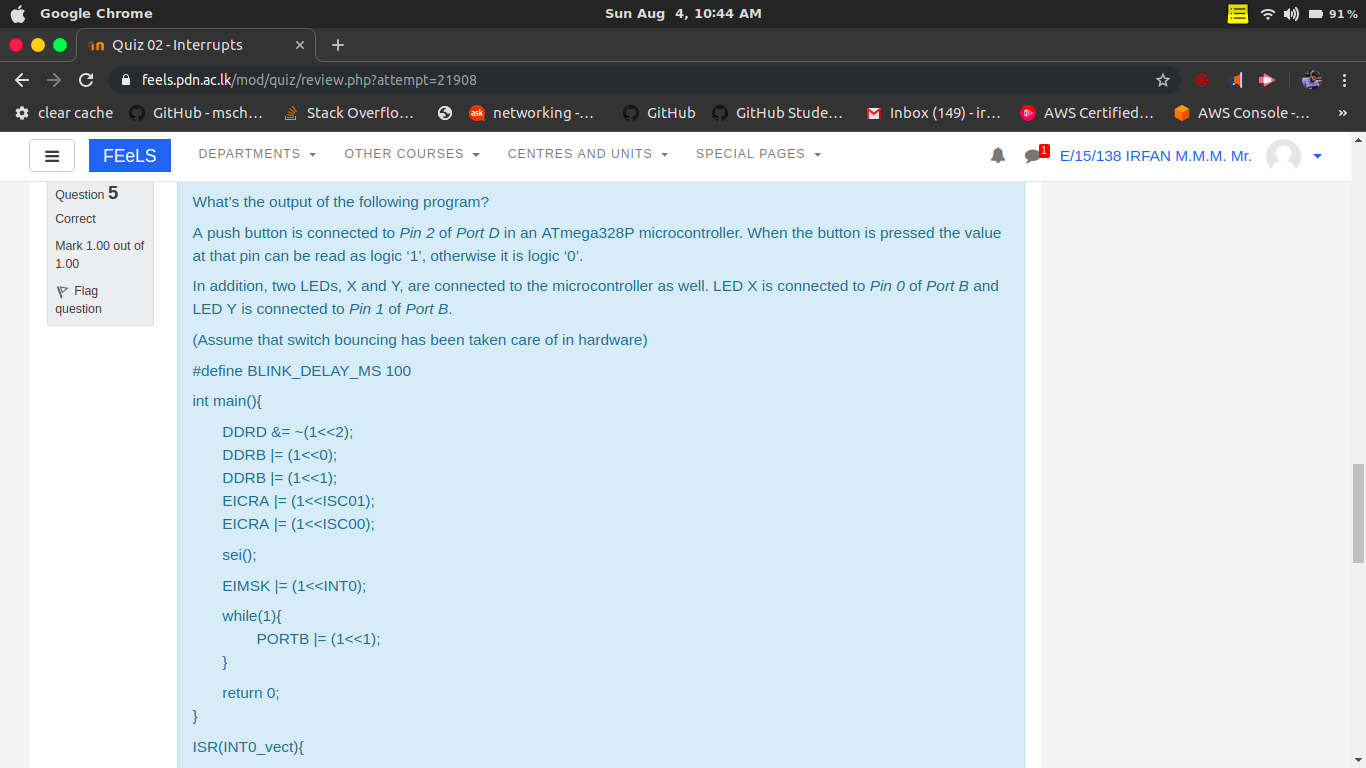 Google Chrome
Sun Aug 4, 10:44 AM
91%
Quiz 02 - Interrupts
feels.pdn.ac.lk/mod/quiz/review.php?attempt=21908
clear cache
GitHub - msch...
Stack Overflo...
ask
networking -...
GitHub
GitHub Stude...
Inbox (149) - ir...
AWS Certified...
AWS Console -...
»
FEeLS
DEPARTMENTS
OTHER COURSES
CENTRES AND UNITS
SPECIAL PAGES
1
E/15/138 IRFAN M.M.M. Mr.
Question 5
Correct
Mark 1.00 out of
1.00
Flag
question
What's the output of the following program?
A push button is connected to Pin 2 of Port D in an ATmega328P microcontroller. When the button is pressed the value
at that pin can be read as logic ‘1’, otherwise it is logic ‘0’.
In addition, two LEDs, X and Y, are connected to the microcontroller as well. LED X is connected to Pin 0 of Port B and
LED Y is connected to Pin 1 of Port B.
(Assume that switch bouncing has been taken care of in hardware)
#define BLINK_DELAY_MS 100
int main(){
DDRD &= ~(1<<2);
DDRB |= (1<<0);
DDRB |= (1<<1);
EICRA |= (1<<ISC01);
EICRA |= (1<<ISC00);
sei();
EIMSK |= (1<<INT0);
while(1){
PORTB |= (1<<1);
}
return 0;
}
ISR(INT0_vect){